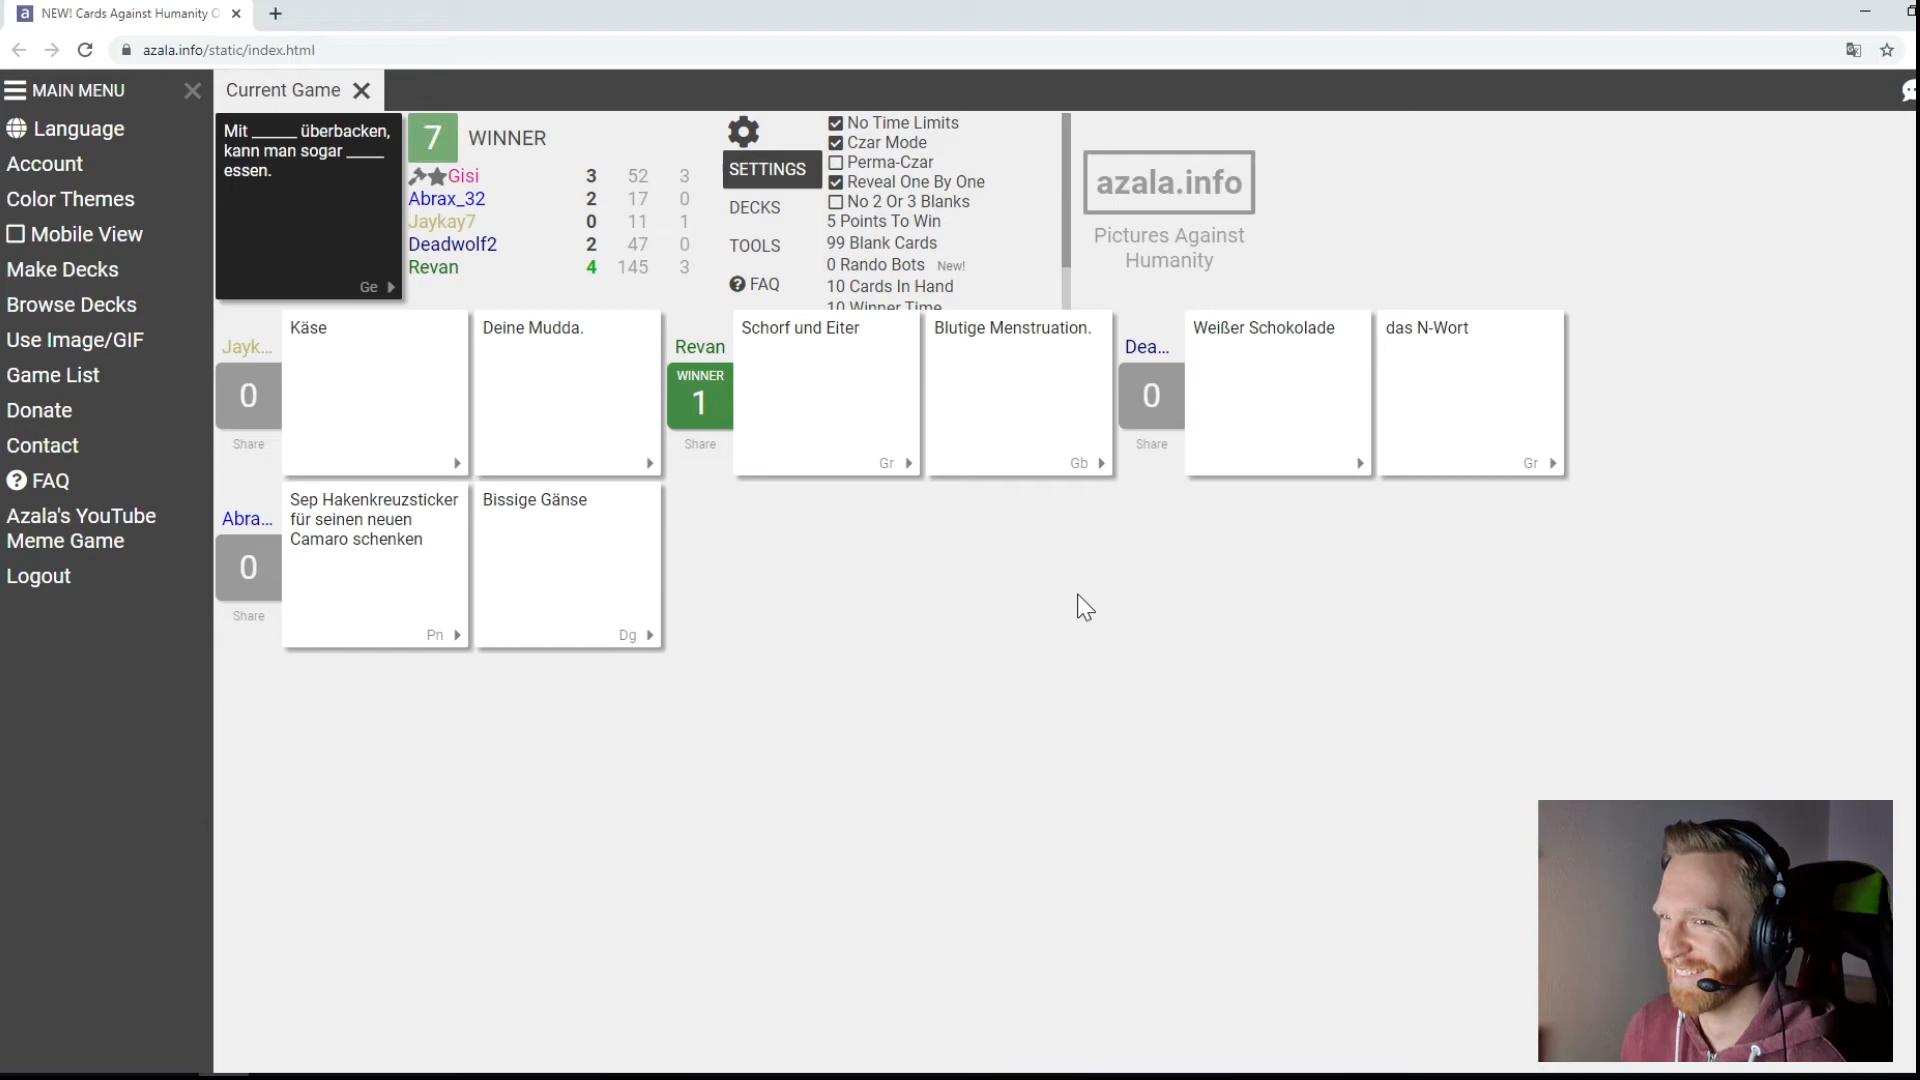 NEW! Cards Against Humanity O
azala.info/static/index.html
MAIN MENU
Language
Account
Color Themes
Mobile View
Make Decks
Browse Decks
Use Image/GIF
Game List
Donate
Contact
FAQ
Azala's YouTube
Meme Game
Logout
Current Game
Mit _____ überbacken,
kann man sogar _____
essen.
Ge
7 WINNER
Gisi 3 52 3
Abrax_32 2 17 0
Jaykay7 0 11 1
Deadwolf2 2 47 0
Revan 4 145 3
SETTINGS
DECKS
TOOLS
FAQ
No Time Limits
Czar Mode
Perma-Czar
Reveal One By One
No 2 Or 3 Blanks
5 Points To Win
99 Blank Cards
0 Rando Bots New!
10 Cards In Hand
10 Winner Time
azala.info
Pictures Against
Humanity
Jayk...
0
Share
Käse
Deine Mudda.
Revan
WINNER
1
Share
Schorf und Eiter
Gr
Blutige Menstruation.
Gb
Dea...
0
Share
Weißer Schokolade
das N-Wort
Gr
Abra...
0
Share
Sep Hakenkreuzsticker
für seinen neuen
Camaro schenken
Pn
Bissige Gänse
Dg